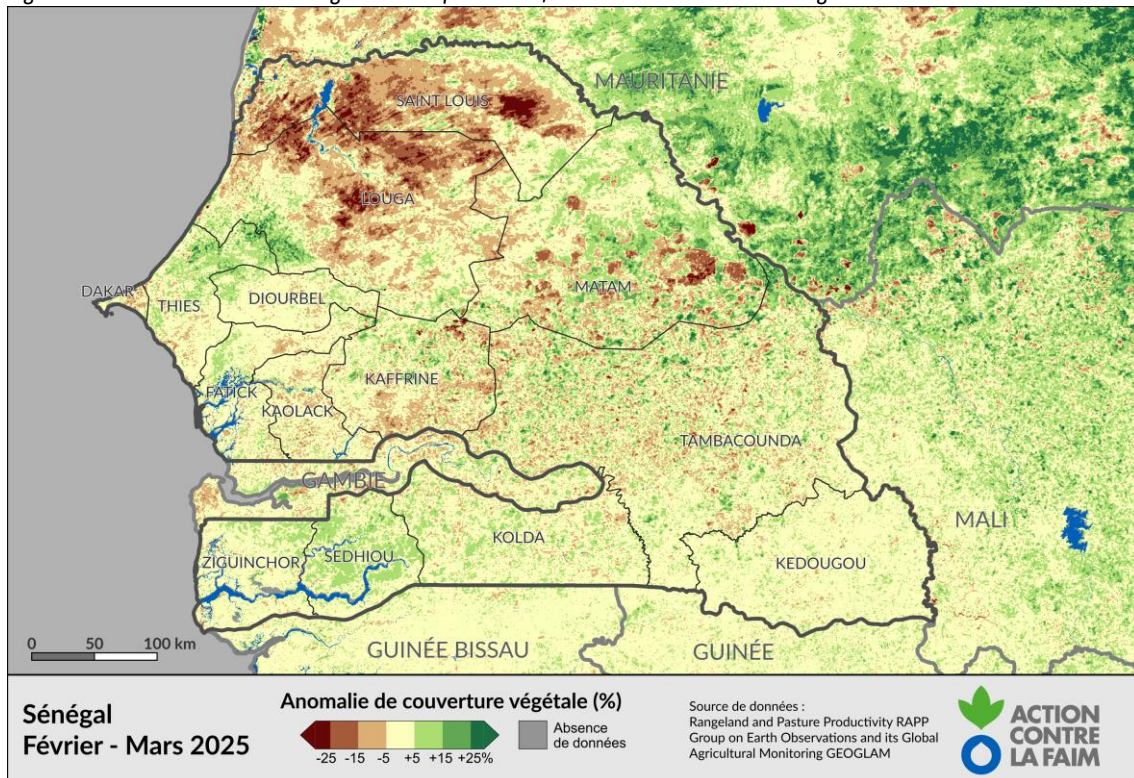 MAURITANIE
SAINT LOUIS
LOUGA
MATAM
DAKAR
THIES
DIOURBEL
FATICK
KAOLACK
KAFFRINE
TAMBACOUNDA
GAMBIE
MALI
ZIGUINCHOR
SEDHIOU
KOLDA
KEDOUGOU
GUINÉE BISSAU
GUINÉE
0 50 100 km
Sénégal
Février - Mars 2025
Anomalie de couverture végétale (%)
-25 -15 -5 +5 +15 +25%
Absence
de données
Source de données :
Rangeland and Pasture Productivity RAPP
Group on Earth Observations and its Global
Agricultural Monitoring GEOGLAM
ACTION
CONTRE
LA FAIM